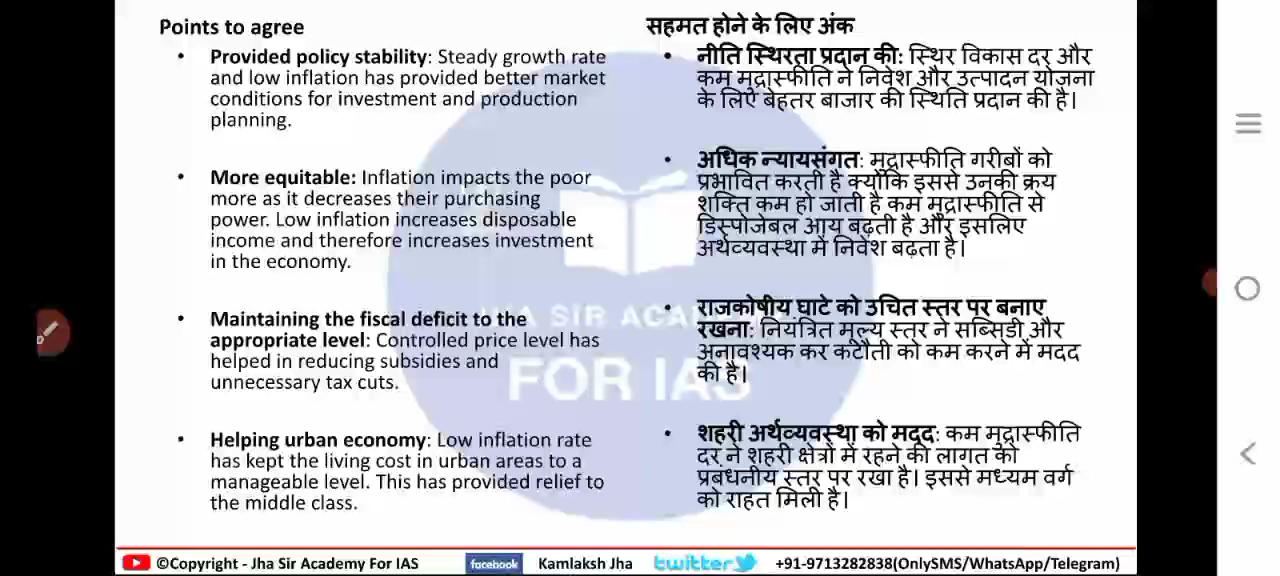 Points to agree
• Provided policy stability: Steady growth rate
and low inflation has provided better market
conditions for investment and production
planning.
• More equitable: Inflation impacts the poor
more as it decreases their purchasing
power. Low inflation increases disposable
income and therefore increases investment
in the economy.
• Maintaining the fiscal deficit to the
appropriate level: Controlled price level has
helped in reducing subsidies and
unnecessary tax cuts.
• Helping urban economy: Low inflation rate
has kept the living cost in urban areas to a
manageable level. This has provided relief to
the middle class.
सहमत होने के लिए अंक
• नीति स्थिरता प्रदान की: स्थिर विकास दर और
कम मुद्रास्फीति ने निवेश और उत्पादन योजना
के लिए बेहतर बाजार की स्थिति प्रदान की है।
• अधिक न्यायसंगत: मुद्रास्फीति गरीबों को
प्रभावित करती है क्योंकि इससे उनकी क्रय
शक्ति कम हो जाती है कम मुद्रास्फीति से
डिस्पोजेबल आय बढ़ती है और इसलिए
अर्थव्यवस्था में निवेश बढ़ता है।
• राजकोषीय घाटे को उचित स्तर पर बनाए
रखना: नियंत्रित मूल्य स्तर ने सब्सिडी और
अनावश्यक कर कटौती को कम करने में मदद
की है।
• शहरी अर्थव्यवस्था को मदद: कम मुद्रास्फीति
दर ने शहरी क्षेत्रों में रहने की लागत को
प्रबंधनीय स्तर पर रखा है। इससे मध्यम वर्ग
को राहत मिली है।
JHA SIR ACADEMY
FOR IAS
©Copyright - Jha Sir Academy For IAS facebook Kamlaksh Jha twitter +91-9713282838(OnlySMS/WhatsApp/Telegram)